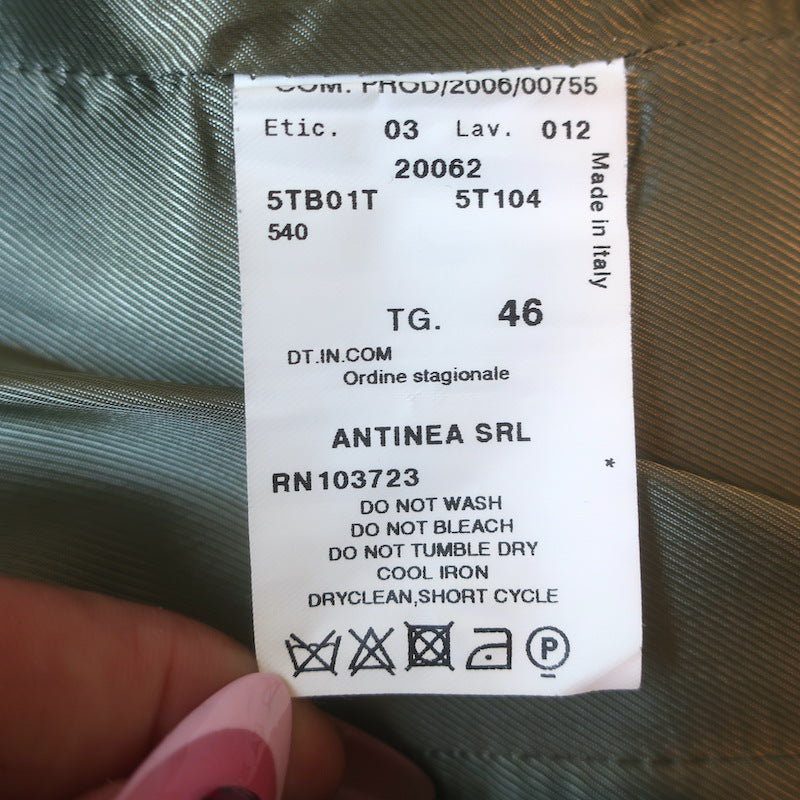 COM. PROD/2006/00755
Etic. 03 Lav. 012
20062
5TB01T 5T104
540
Made in Italy
TG. 46
DT.IN.COM
Ordine stagionale
ANTINEA SRL
*
RN103723
DO NOT WASH
DO NOT BLEACH
DO NOT TUMBLE DRY
COOL IRON
DRYCLEAN,SHORT CYCLE
P